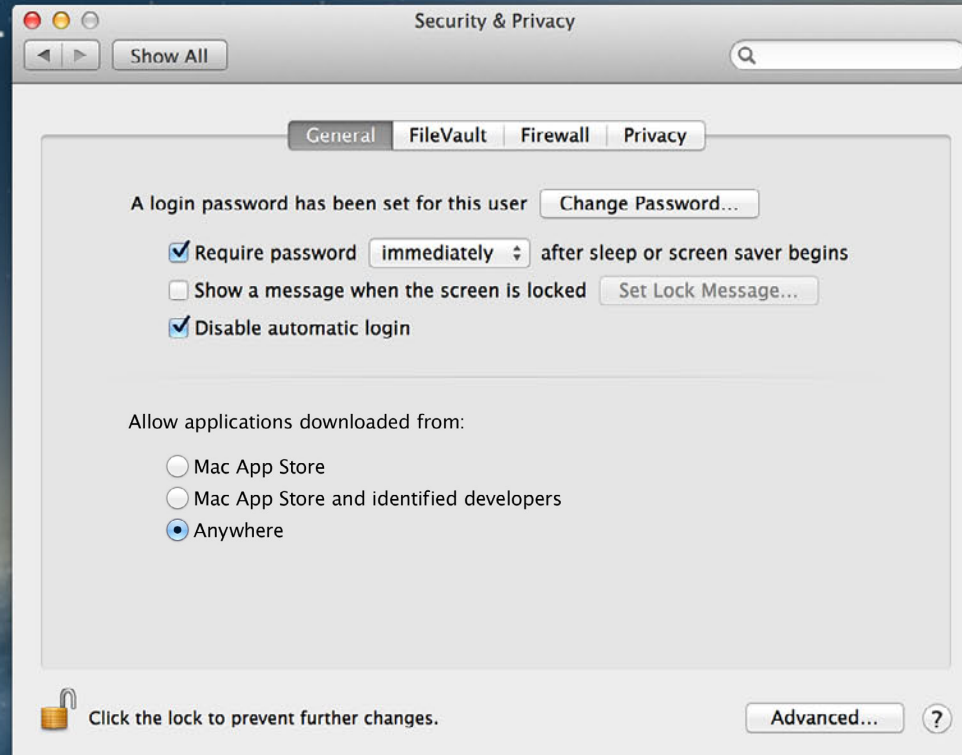 Security & Privacy
Show All
General FileVault Firewall Privacy
A login password has been set for this user Change Password...
Require password immediately after sleep or screen saver begins
Show a message when the screen is locked Set Lock Message...
Disable automatic login
Allow applications downloaded from:
Mac App Store
Mac App Store and identified developers
Anywhere
Click the lock to prevent further changes. Advanced... ?